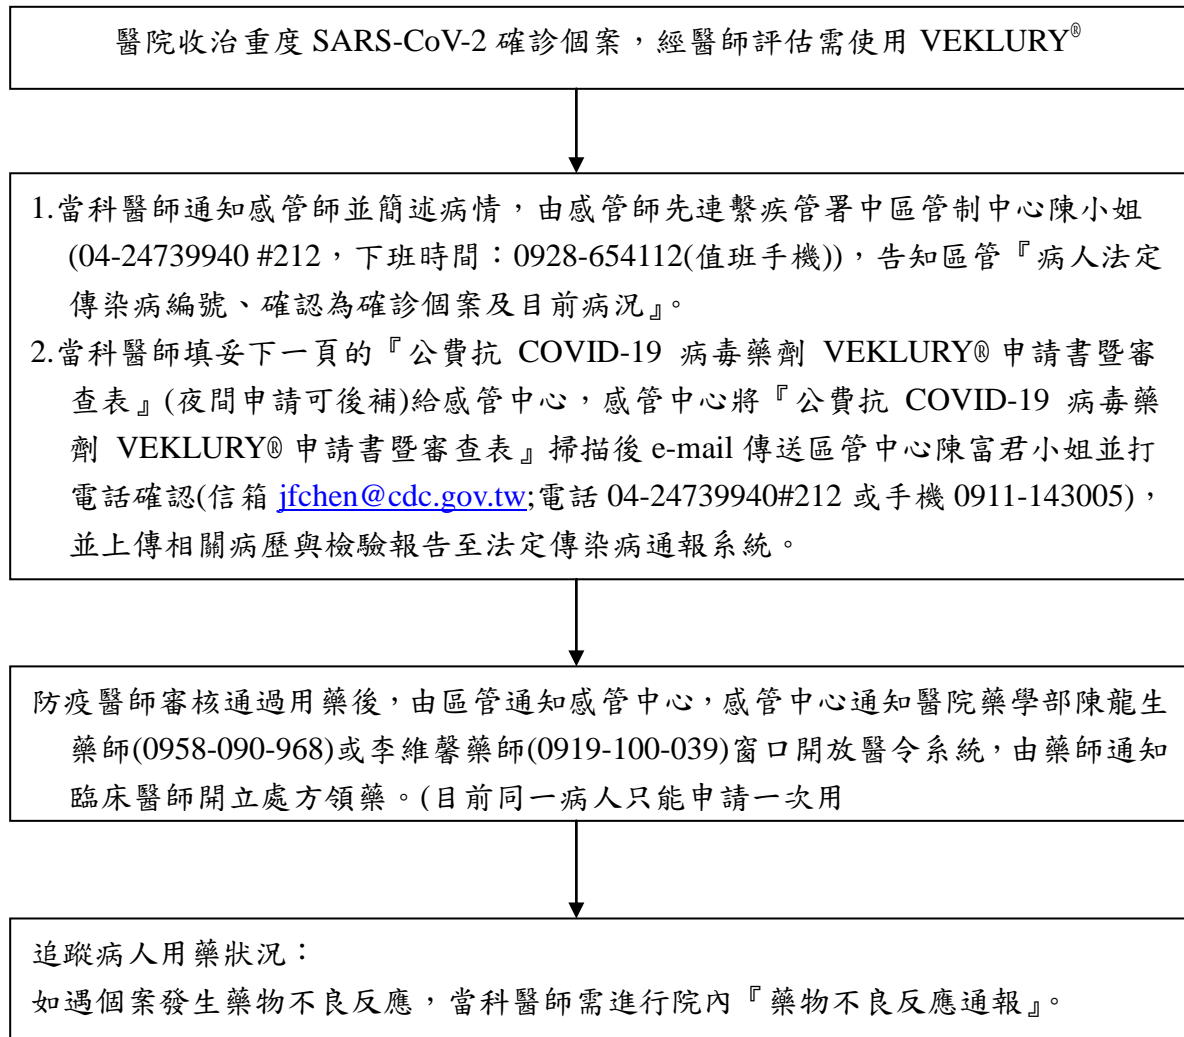 醫院收治重度 SARS-CoV-2 確診個案，經醫師評估需使用 VEKLURY®
1.當科醫師通知感管師並簡述病情，由感管師先連繫疾管署中區管制中心陳小姐
(04-24739940 #212，下班時間：0928-654112(值班手機))，告知區管『病人法定
傳染病編號、確認為確診個案及目前病況』。
2.當科醫師填妥下一頁的『公費抗 COVID-19 病毒藥劑 VEKLURY® 申請書暨審
查表』(夜間申請可後補)給感管中心，感管中心將『公費抗 COVID-19 病毒藥
劑 VEKLURY® 申請書暨審查表』掃描後 e-mail 傳送區管中心陳富君小姐並打
電話確認(信箱 jfchen@cdc.gov.tw;電話 04-24739940#212 或手機 0911-143005)，
並上傳相關病歷與檢驗報告至法定傳染病通報系統。
防疫醫師審核通過用藥後，由區管通知感管中心，感管中心通知醫院藥學部陳龍生
藥師(0958-090-968)或李維馨藥師(0919-100-039)窗口開放醫令系統，由藥師通知
臨床醫師開立處方領藥。(目前同一病人只能申請一次用
追蹤病人用藥狀況：
如遇個案發生藥物不良反應，當科醫師需進行院內『藥物不良反應通報』。